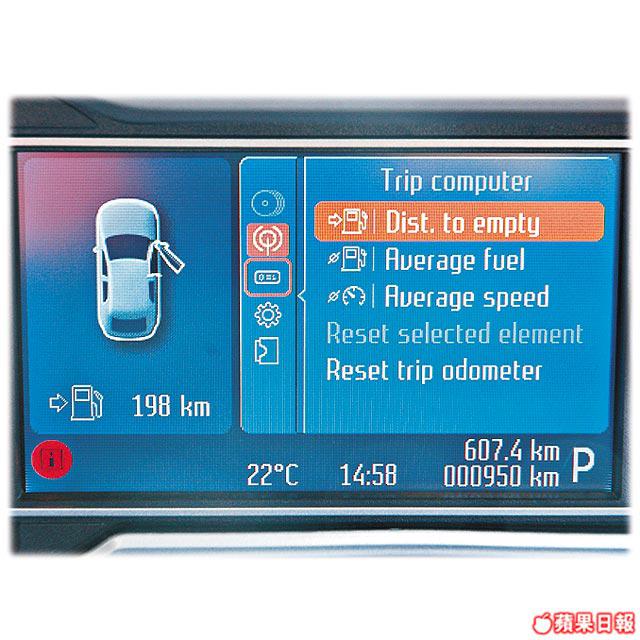 Trip computer
Dist. to empty
Average fuel
Average speed
Reset selected element
Reset trip odometer
198 km
i
607.4 km
22°C 14:58 000950 km P
蘋果日報